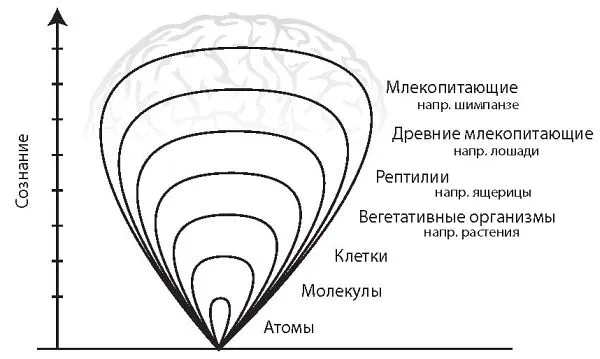 Сознание
Млекопитающие
напр. шимпанзе
Древние млекопитающие
напр. лошади
Рептилии
напр. ящерицы
Вегетативные организмы
напр. растения
Клетки
Молекулы
Атомы